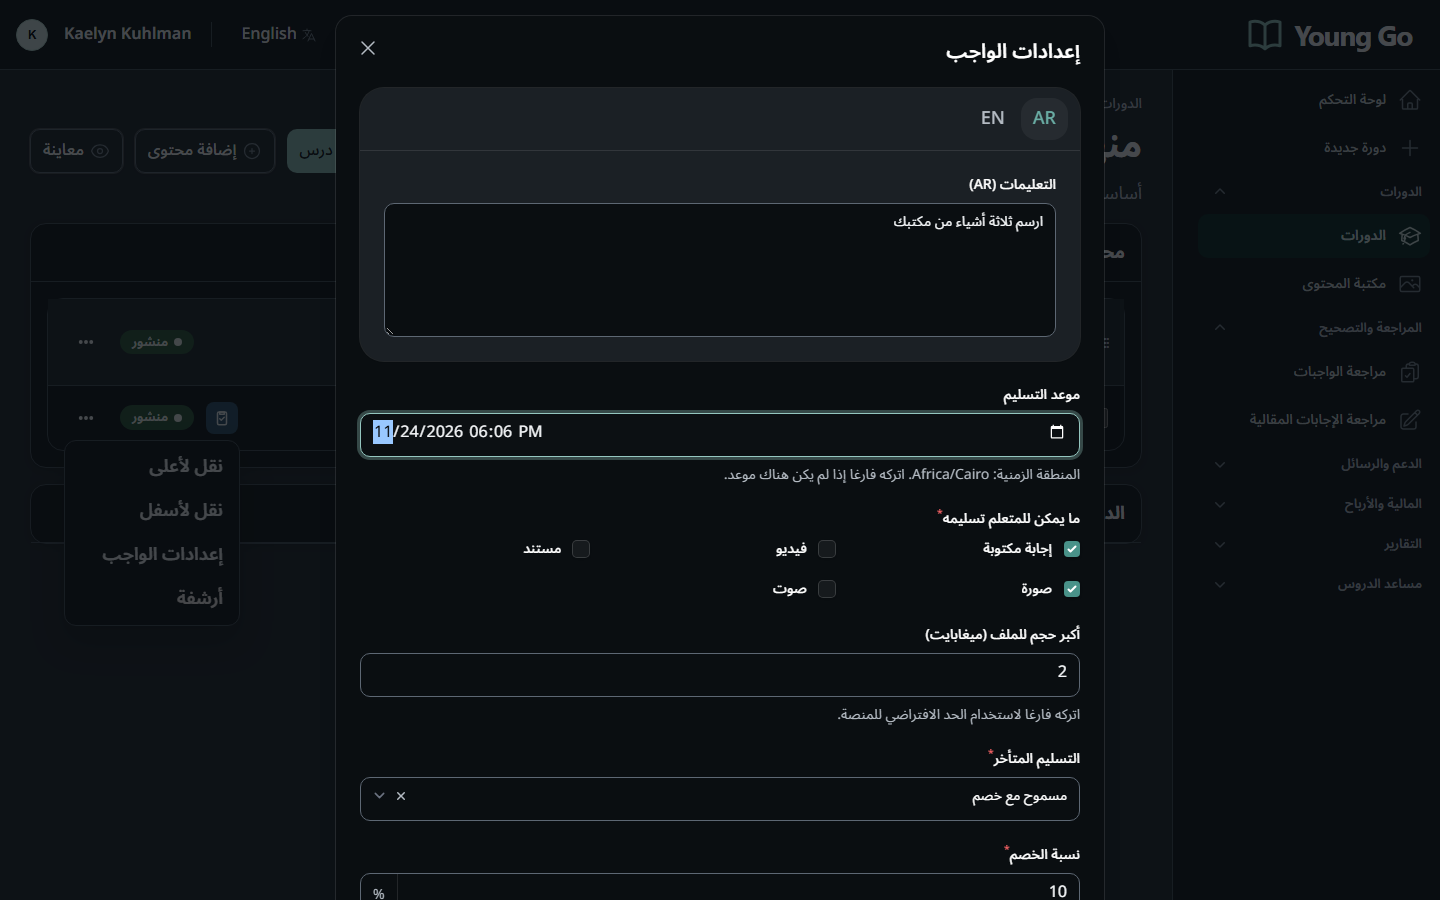 Young Go
English
Kaelyn Kuhlman
K
لوحة التحكم
دورة جديدة
الدورات
الدورات
مكتبة المحتوى
المراجعة والتصحيح
مراجعة الواجبات
مراجعة الإجابات المقالية
الدعم والرسائل
المالية والأرباح
التقارير
مساعد الدروس
الدورات
درس
إضافة محتوى
معاينة
منشور
منشور
نقل لأعلى
نقل لأسفل
إعدادات الواجب
أرشفة
إعدادات الواجب
AR
EN
التعليمات (AR)
ارسم ثلاثة أشياء من مكتبك
موعد التسليم
11/24/2026 06:06 PM
المنطقة الزمنية: Africa/Cairo. اتركه فارغا إذا لم يكن هناك موعد.
ما يمكن للمتعلم تسليمه*
إجابة مكتوبة
فيديو
مستند
صورة
صوت
أكبر حجم للملف (ميغابايت)
2
اتركه فارغا لاستخدام الحد الافتراضي للمنصة.
التسليم المتأخر*
مسموح مع خصم
نسبة الخصم*
10
%